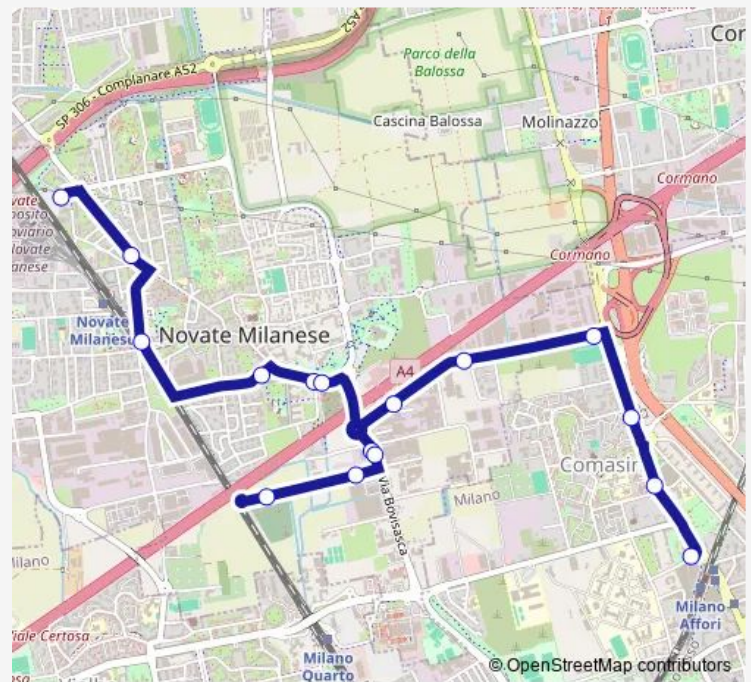 Parco della
Balossa
Cor
SP 306 - Complanare A52
A52
Cascina Balossa
Molinazzo
Cormano
Cormano
Novate
Milanese
Novate Milanese
A4
Comasir
Milano
Via Bovisasca
Milano
Viale Certosa
Milano
Quarto
Milano
Affori
© OpenStreetMap contributors